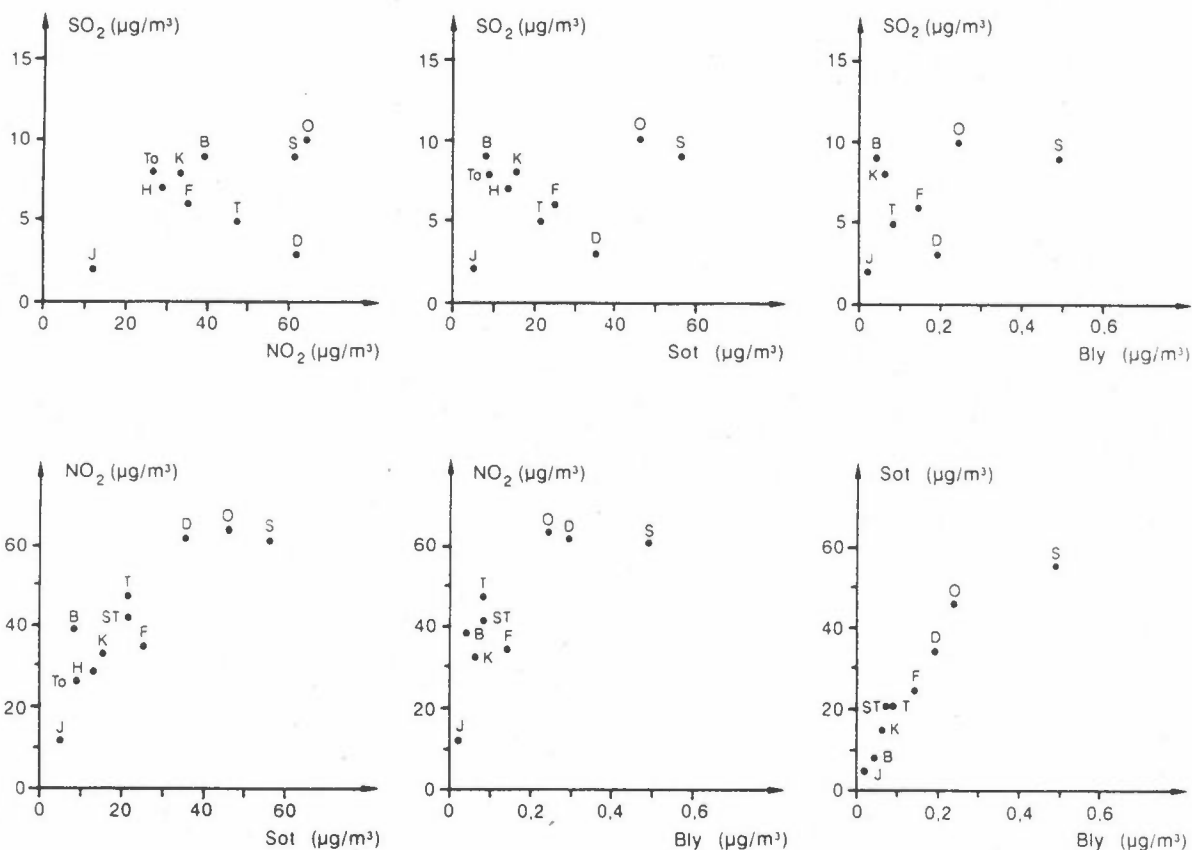 SO₂ (µg/m³)
15
10
5
0
To
K
B
S
O
H
F
T
D
J
0 20 40 60
NO₂ (µg/m³)
SO₂ (µg/m³)
15
10
5
0
B
To
K
H
T
F
O
S
D
J
0 20 40 60
Sot (µg/m³)
SO₂ (µg/m³)
15
10
5
0
B
K
T
F
O
S
D
J
0 0,2 0,4 0,6
Bly (µg/m³)
NO₂ (µg/m³)
60
40
20
0
D
O
S
T
B
ST
K
F
H
To
J
0 20 40 60
Sot (µg/m³)
NO₂ (µg/m³)
60
40
20
0
O
D
S
T
ST
B
F
K
J
0 0,2 0,4 0,6
Bly (µg/m³)
Sot (µg/m³)
60
40
20
0
S
O
D
F
ST
T
K
B
J
0 0,2 0,4 0,6
Bly (µg/m³)